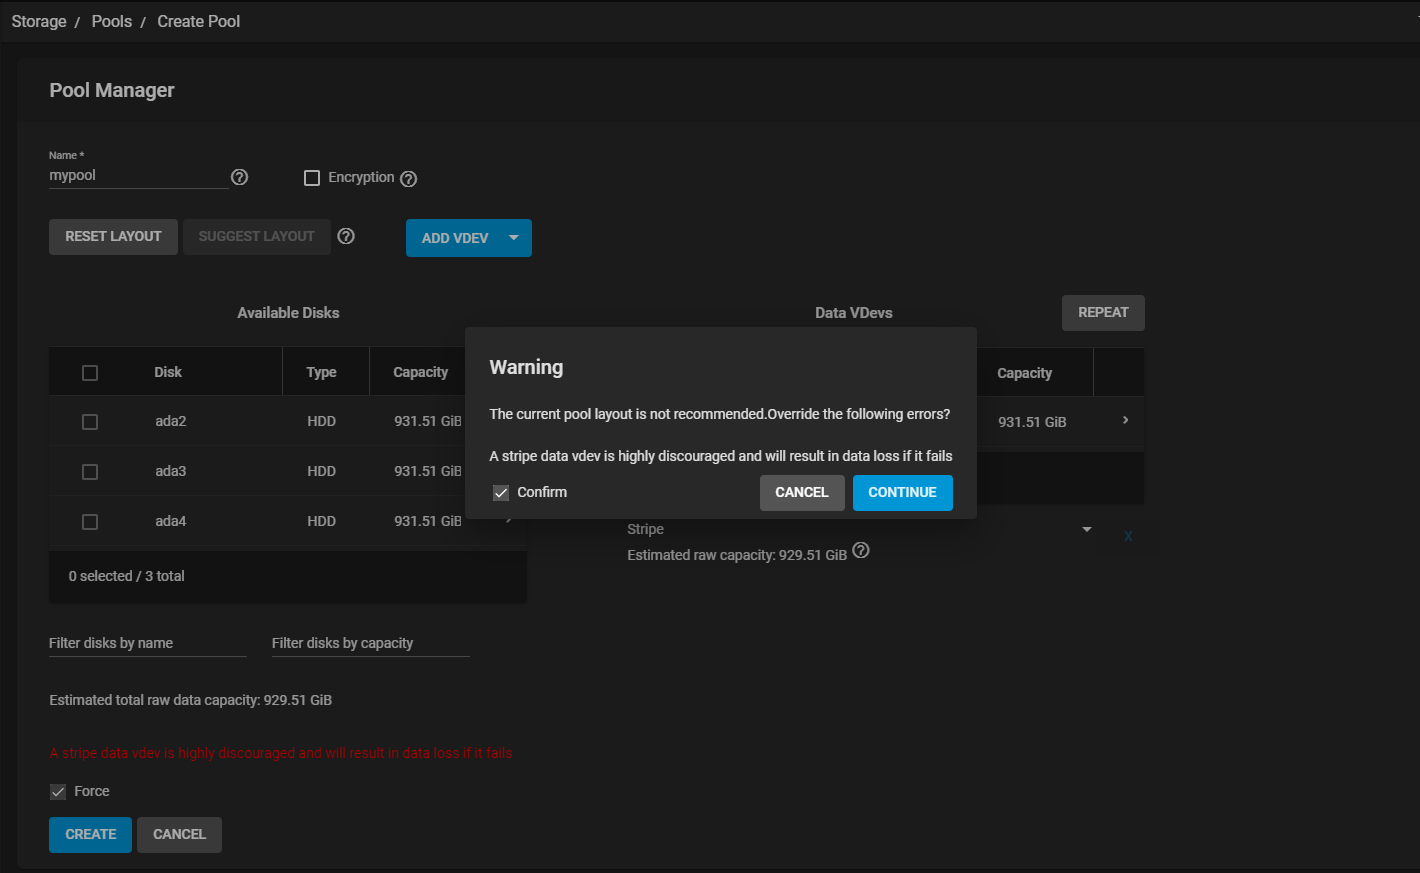 Storage / Pools / Create Pool
Pool Manager
Name *
mypool
Encryption
RESET LAYOUT
SUGGEST LAYOUT
ADD VDEV
Available Disks
Data VDevs
REPEAT
Disk Type Capacity
ada2 HDD 931.51 GiB
ada3 HDD 931.51 GiB
ada4 HDD 931.51 GiB
0 selected / 3 total
Capacity
931.51 GiB
Warning
The current pool layout is not recommended.Override the following errors?
A stripe data vdev is highly discouraged and will result in data loss if it fails
Confirm
CANCEL
CONTINUE
Stripe
x
Estimated raw capacity: 929.51 GiB
Filter disks by name
Filter disks by capacity
Estimated total raw data capacity: 929.51 GiB
A stripe data vdev is highly discouraged and will result in data loss if it fails
Force
CREATE
CANCEL